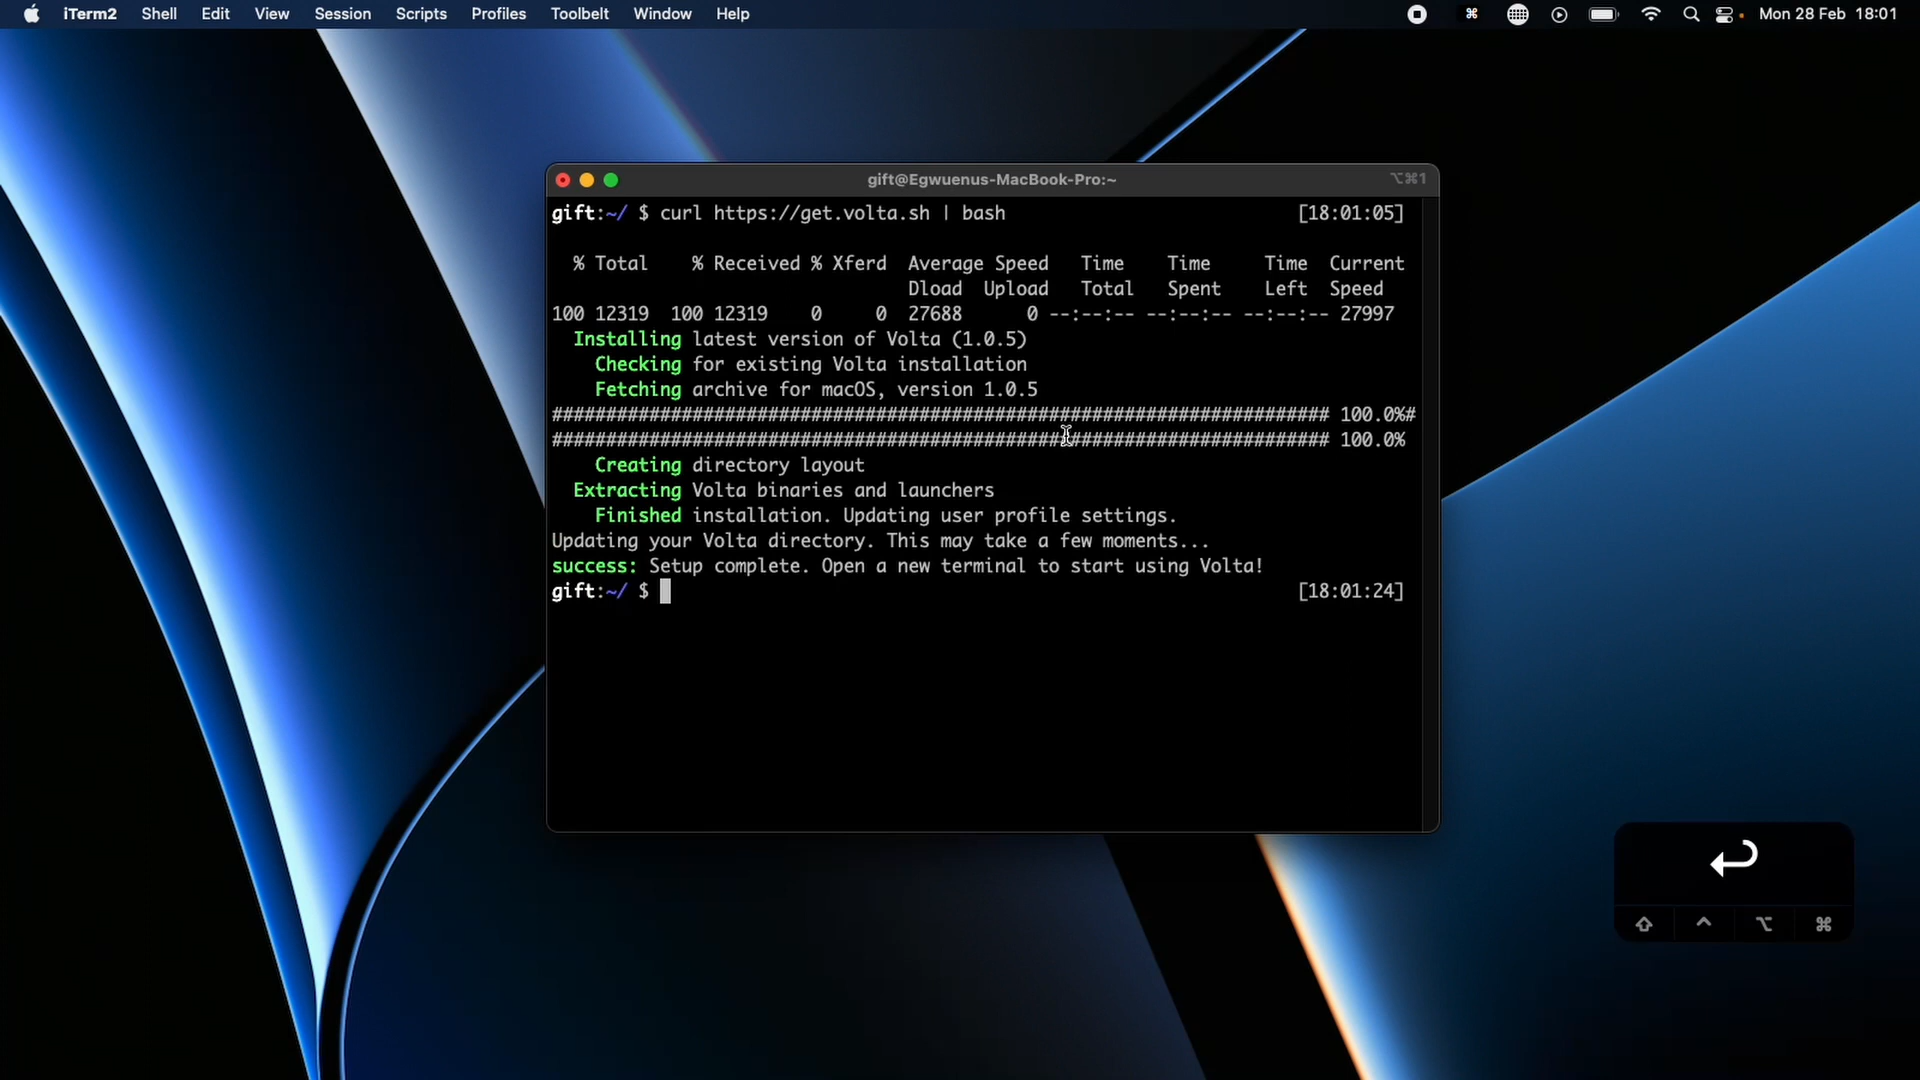 iTerm2 Shell Edit View Session Scripts Profiles Toolbelt Window Help Mon 28 Feb 18:01
gift@Egwuenus-MacBook-Pro:~ ⌥⌘1
gift:~/ $ curl https://get.volta.sh | bash [18:01:05]
% Total % Received % Xferd Average Speed Time Time Time Current
Dload Upload Total Spent Left Speed
100 12319 100 12319 0 0 27688 0 --:--:-- --:--:-- --:--:-- 27997
Installing latest version of Volta (1.0.5)
Checking for existing Volta installation
Fetching archive for macOS, version 1.0.5
######################################################################## 100.0%#
######################################################################## 100.0%
Creating directory layout
Extracting Volta binaries and launchers
Finished installation. Updating user profile settings.
Updating your Volta directory. This may take a few moments...
success: Setup complete. Open a new terminal to start using Volta!
gift:~/ $ [18:01:24]